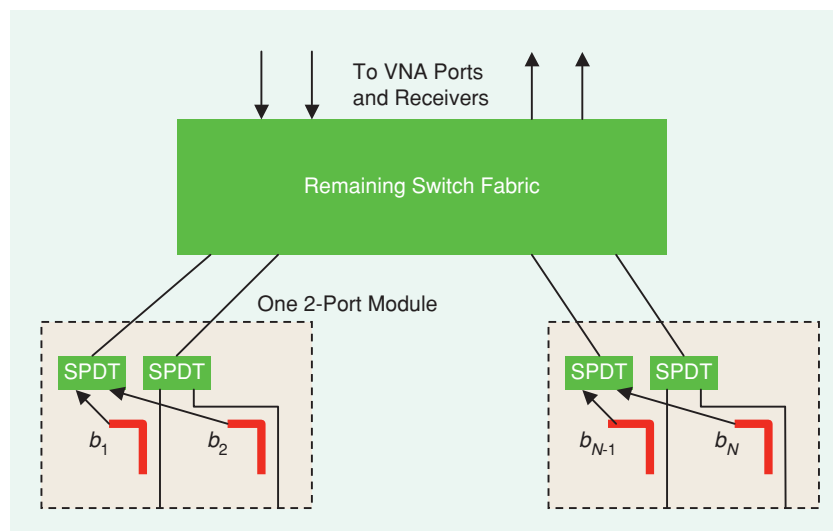 To VNA Ports
and Receivers
Remaining Switch Fabric
One 2-Port Module
SPDT SPDT
SPDT SPDT
b1
b2
bN-1
bN